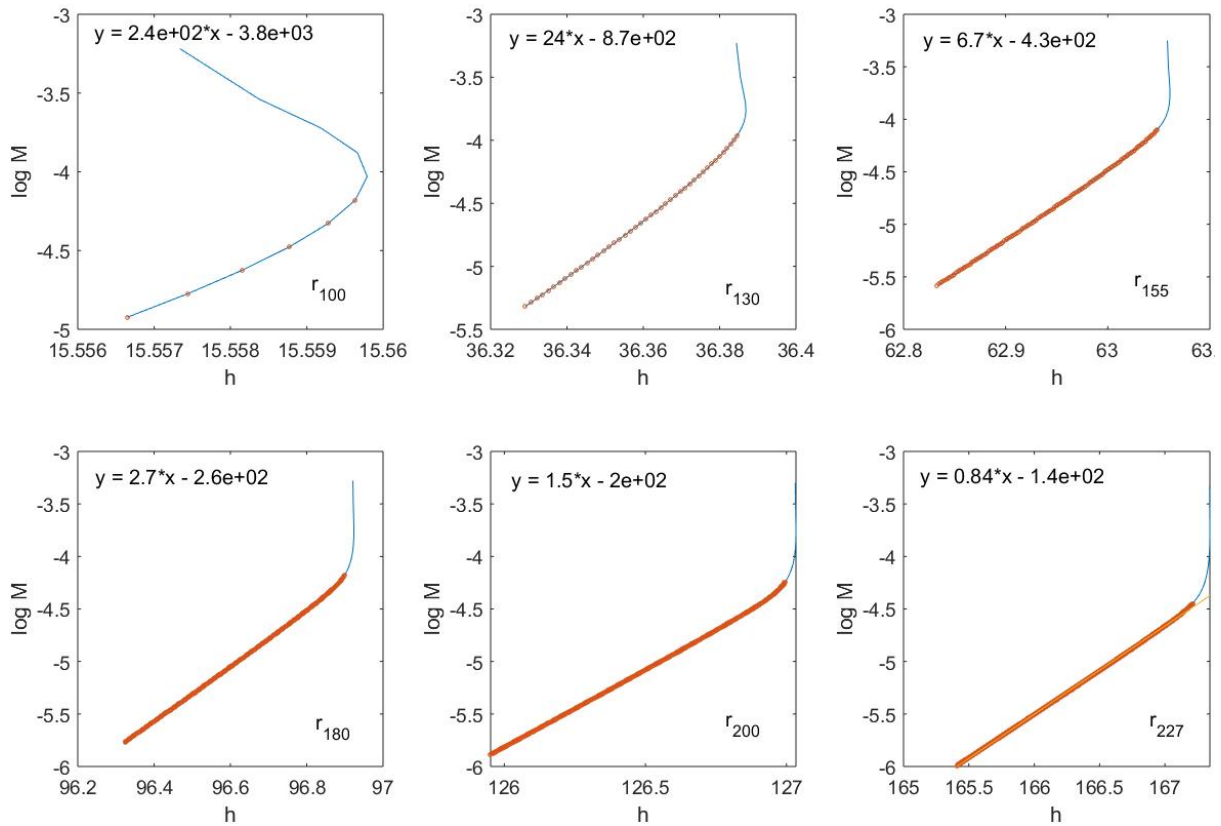 y = 2.4e+02*x - 3.8e+03
-3
-3.5
-4
-4.5
-5
log M
r100
15.556 15.557 15.558 15.559 15.56
h
y = 24*x - 8.7e+02
-3
-3.5
-4
-4.5
-5
-5.5
log M
r130
36.32 36.34 36.36 36.38 36.4
h
y = 6.7*x - 4.3e+02
-3
-3.5
-4
-4.5
-5
-5.5
-6
log M
r155
62.8 62.9 63 63.
h
y = 2.7*x - 2.6e+02
-3
-3.5
-4
-4.5
-5
-5.5
-6
log M
r180
96.2 96.4 96.6 96.8 97
h
y = 1.5*x - 2e+02
-3
-3.5
-4
-4.5
-5
-5.5
-6
log M
r200
126 126.5 127
h
y = 0.84*x - 1.4e+02
-3
-3.5
-4
-4.5
-5
-5.5
-6
log M
r227
165 165.5 166 166.5 167
h